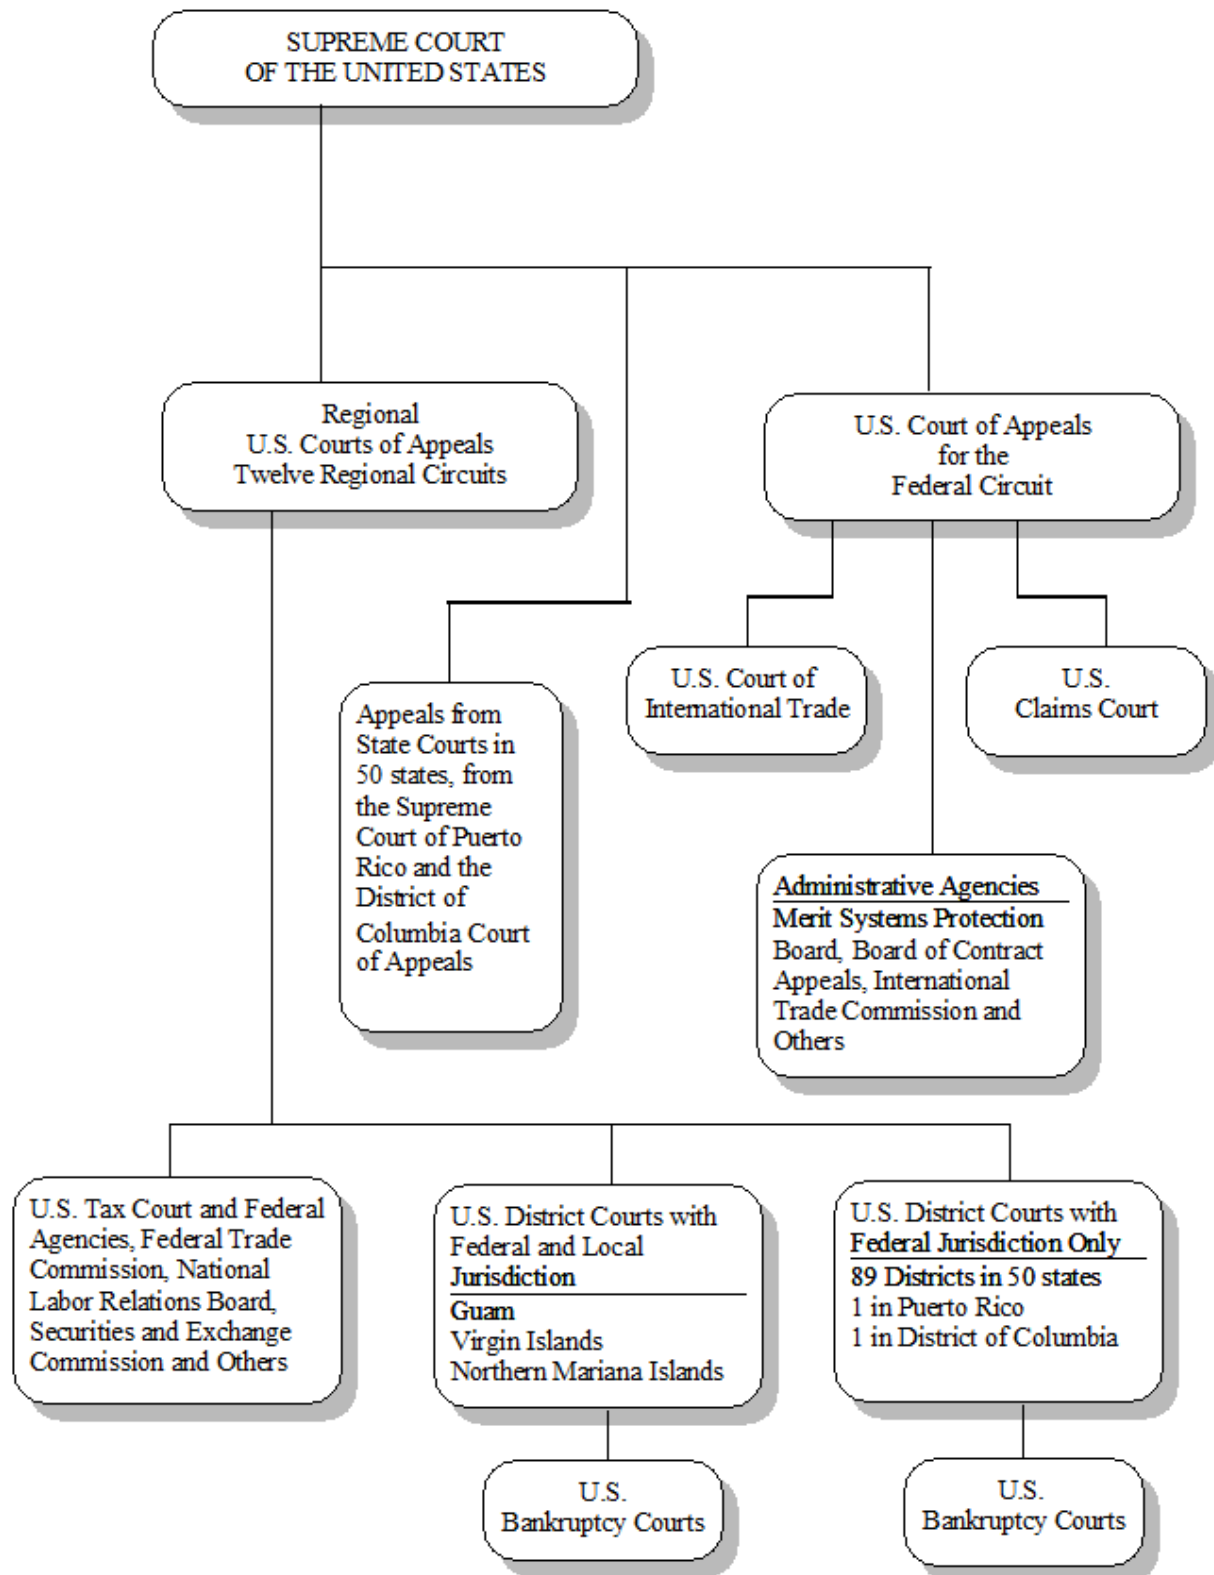 SUPREME COURT
OF THE UNITED STATES
Regional
U.S. Courts of Appeals
Twelve Regional Circuits
U.S. Court of Appeals
for the
Federal Circuit
U.S. Court of
International Trade
U.S.
Claims Court
Appeals from
State Courts in
50 states, from
the Supreme
Court of Puerto
Rico and the
District of
Columbia Court
of Appeals
Administrative Agencies
Merit Systems Protection
Board, Board of Contract
Appeals, International
Trade Commission and
Others
U.S. Tax Court and Federal
Agencies, Federal Trade
Commission, National
Labor Relations Board,
Securities and Exchange
Commission and Others
U.S. District Courts with
Federal and Local
Jurisdiction
Guam
Virgin Islands
Northern Mariana Islands
U.S. District Courts with
Federal Jurisdiction Only
89 Districts in 50 states
1 in Puerto Rico
1 in District of Columbia
U.S.
Bankruptcy Courts
U.S.
Bankruptcy Courts